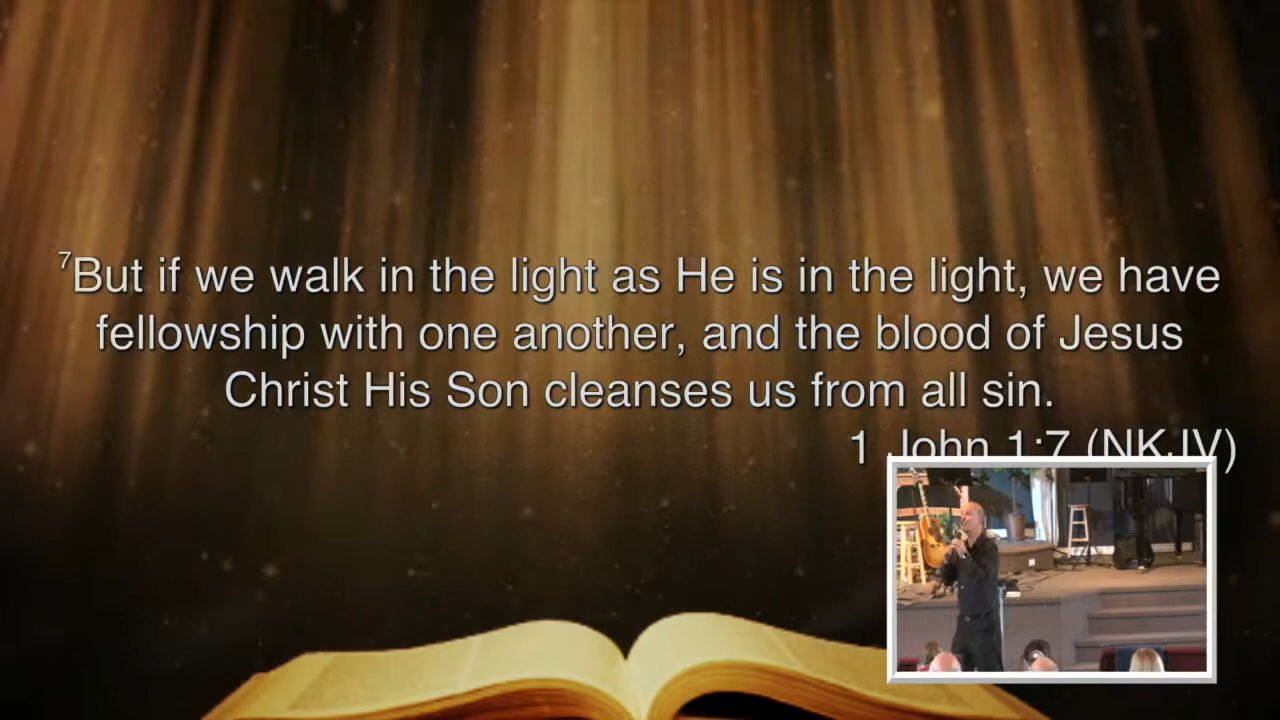 ⁷But if we walk in the light as He is in the light, we have
fellowship with one another, and the blood of Jesus
Christ His Son cleanses us from all sin.
1 John 1:7 (NKJV)